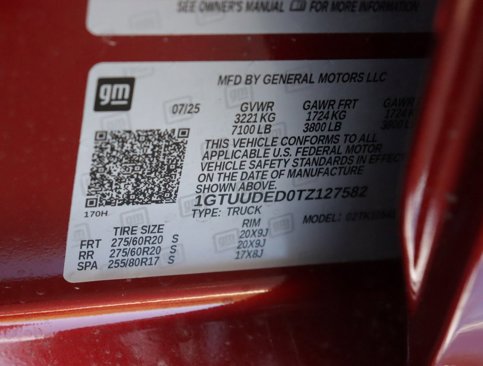 SEE OWNER'S MANUAL FOR MORE INFORMATION
gm
MFD BY GENERAL MOTORS LLC
07/25 GVWR GAWR FRT GAWR
3221 KG 1724 KG 1724
7100 LB 3800 LB 3800
THIS VEHICLE CONFORMS TO ALL
APPLICABLE U.S. FEDERAL MOTOR
VEHICLE SAFETY STANDARDS IN EFFECT
ON THE DATE OF MANUFACTURE
SHOWN ABOVE.
1GTUUDED0TZ127582
170H
TYPE: TRUCK
MODEL:
TIRE SIZE RIM
FRT 275/60R20 S 20X9J
RR 275/60R20 S 20X9J
SPA 255/80R17 S 17X8J